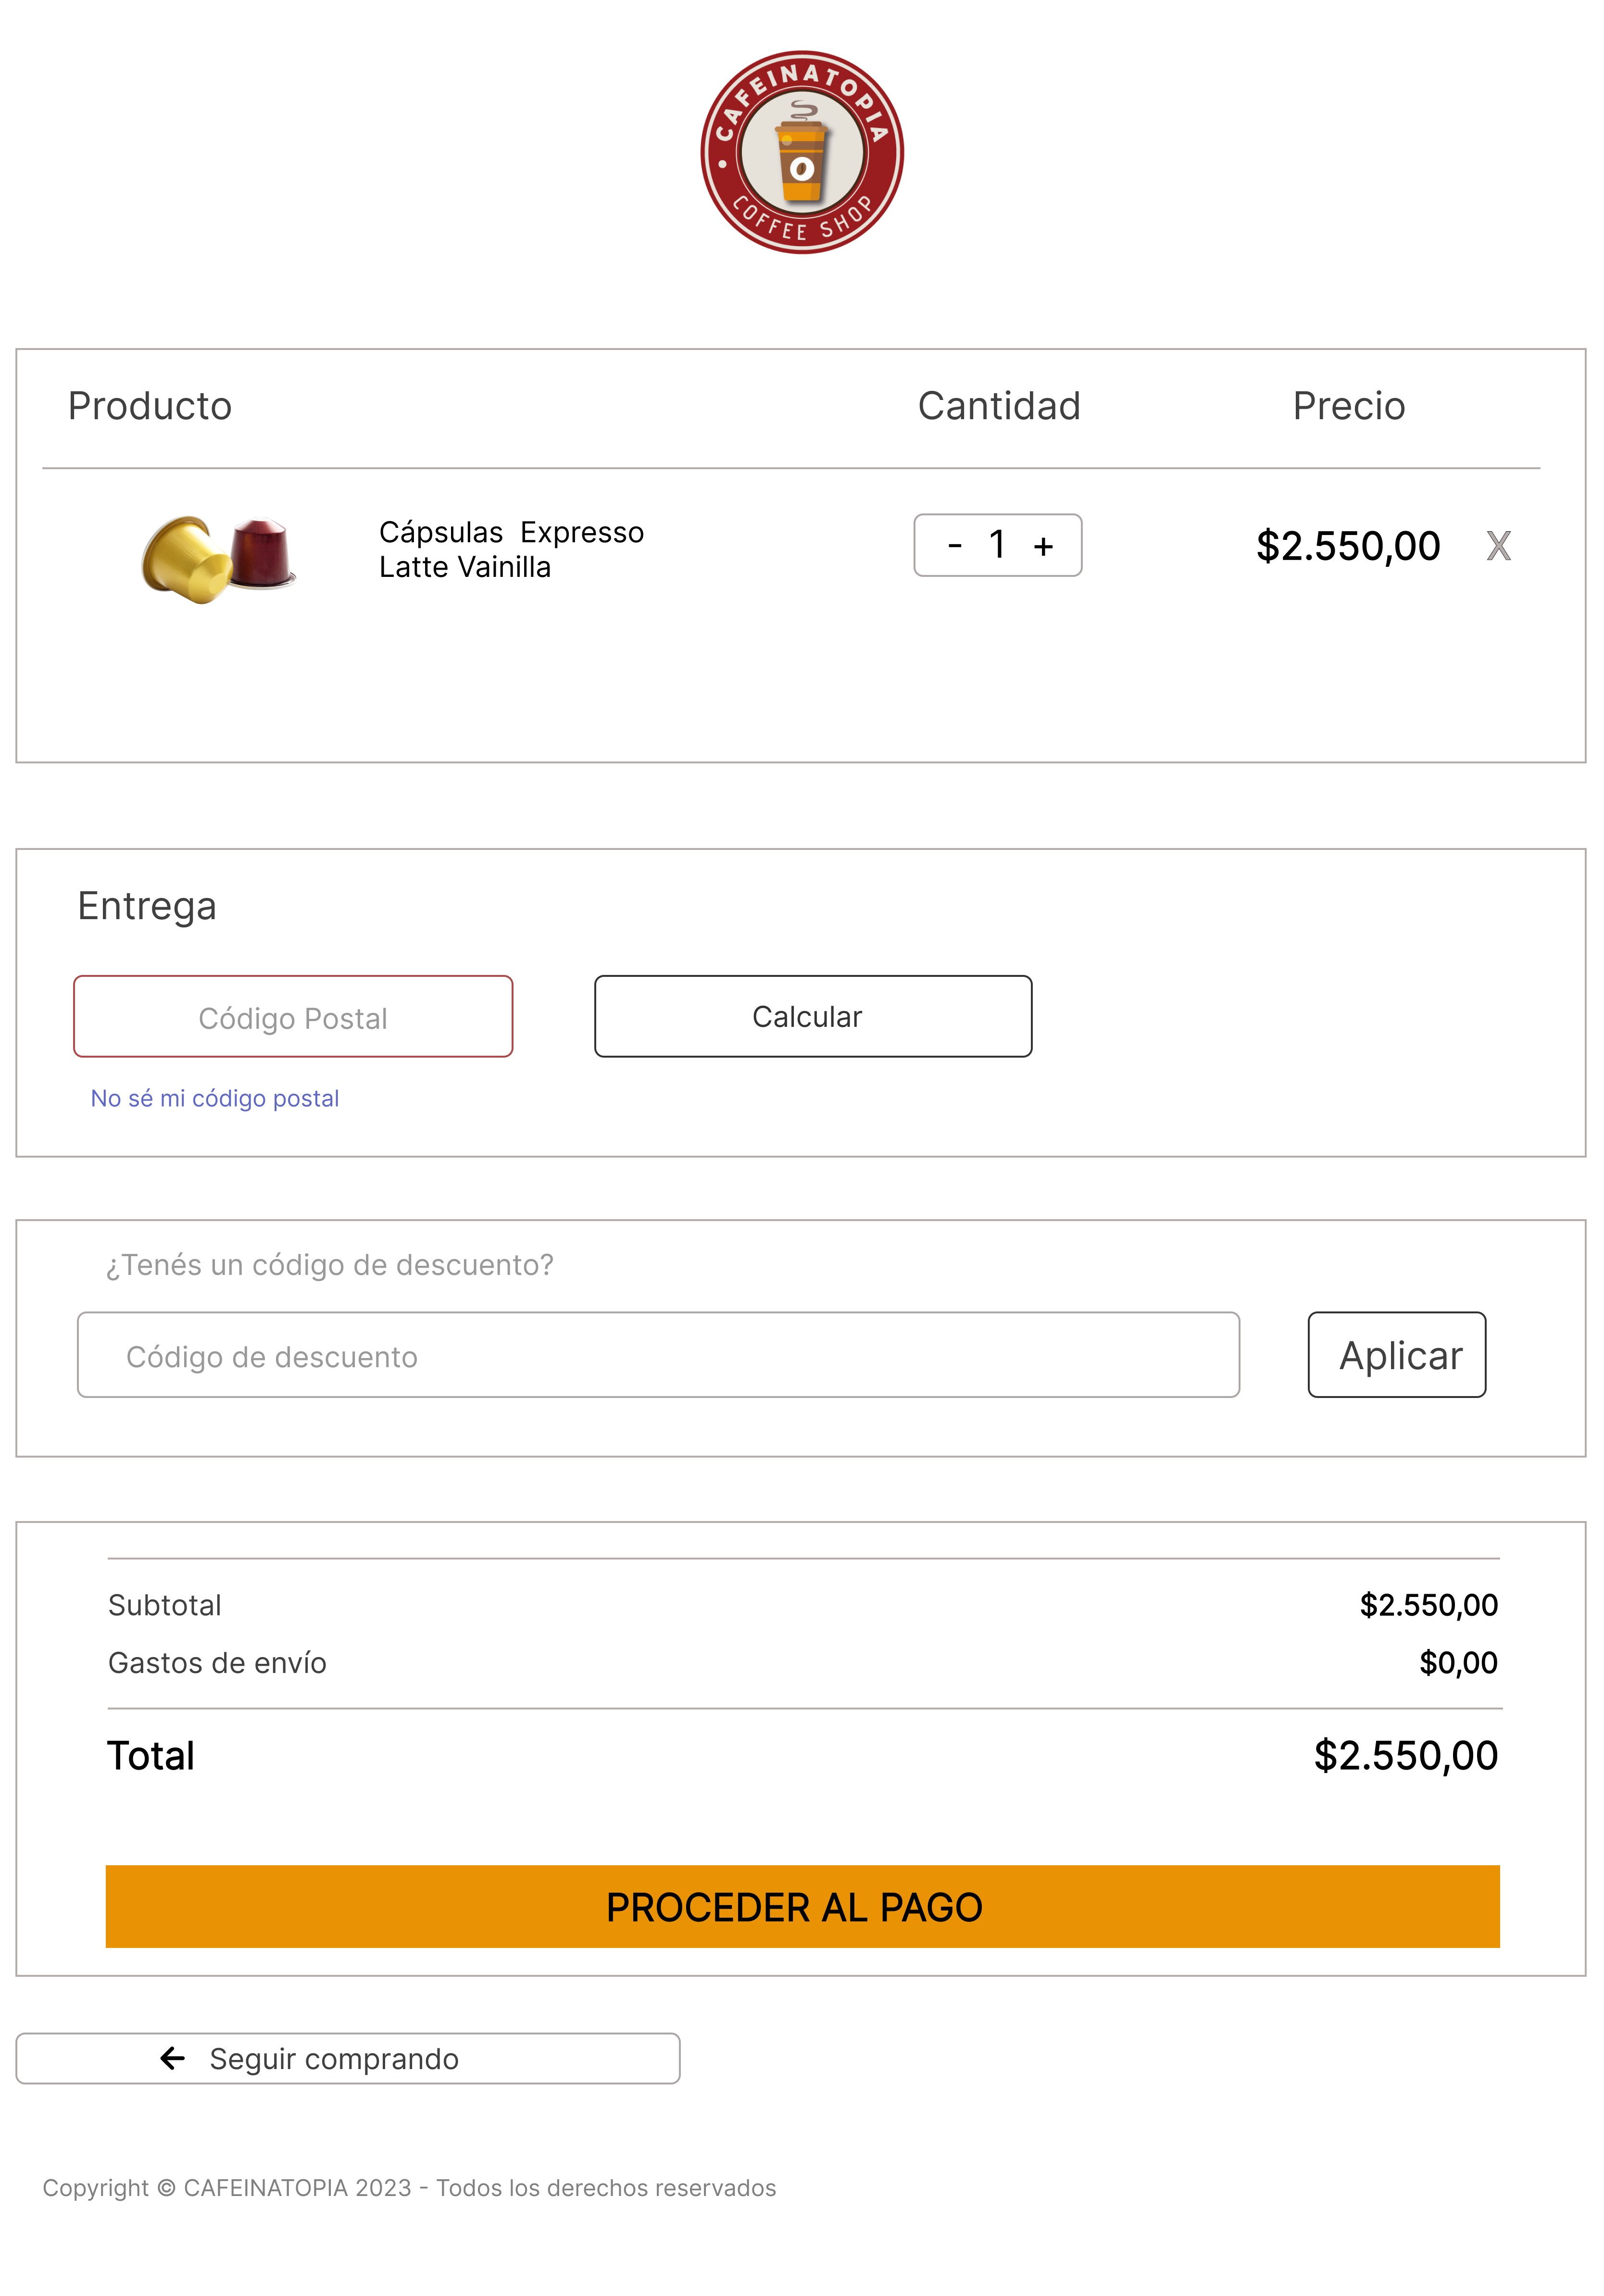 CAFEINATOPIA
COFFEE SHOP
Producto Cantidad Precio
Cápsulas Expresso
Latte Vainilla
- 1 + $2.550,00 X
Entrega
Código Postal Calcular
No sé mi código postal
¿Tenés un código de descuento?
Código de descuento Aplicar
Subtotal $2.550,00
Gastos de envío $0,00
Total $2.550,00
PROCEDER AL PAGO
← Seguir comprando
Copyright © CAFEINATOPIA 2023 - Todos los derechos reservados